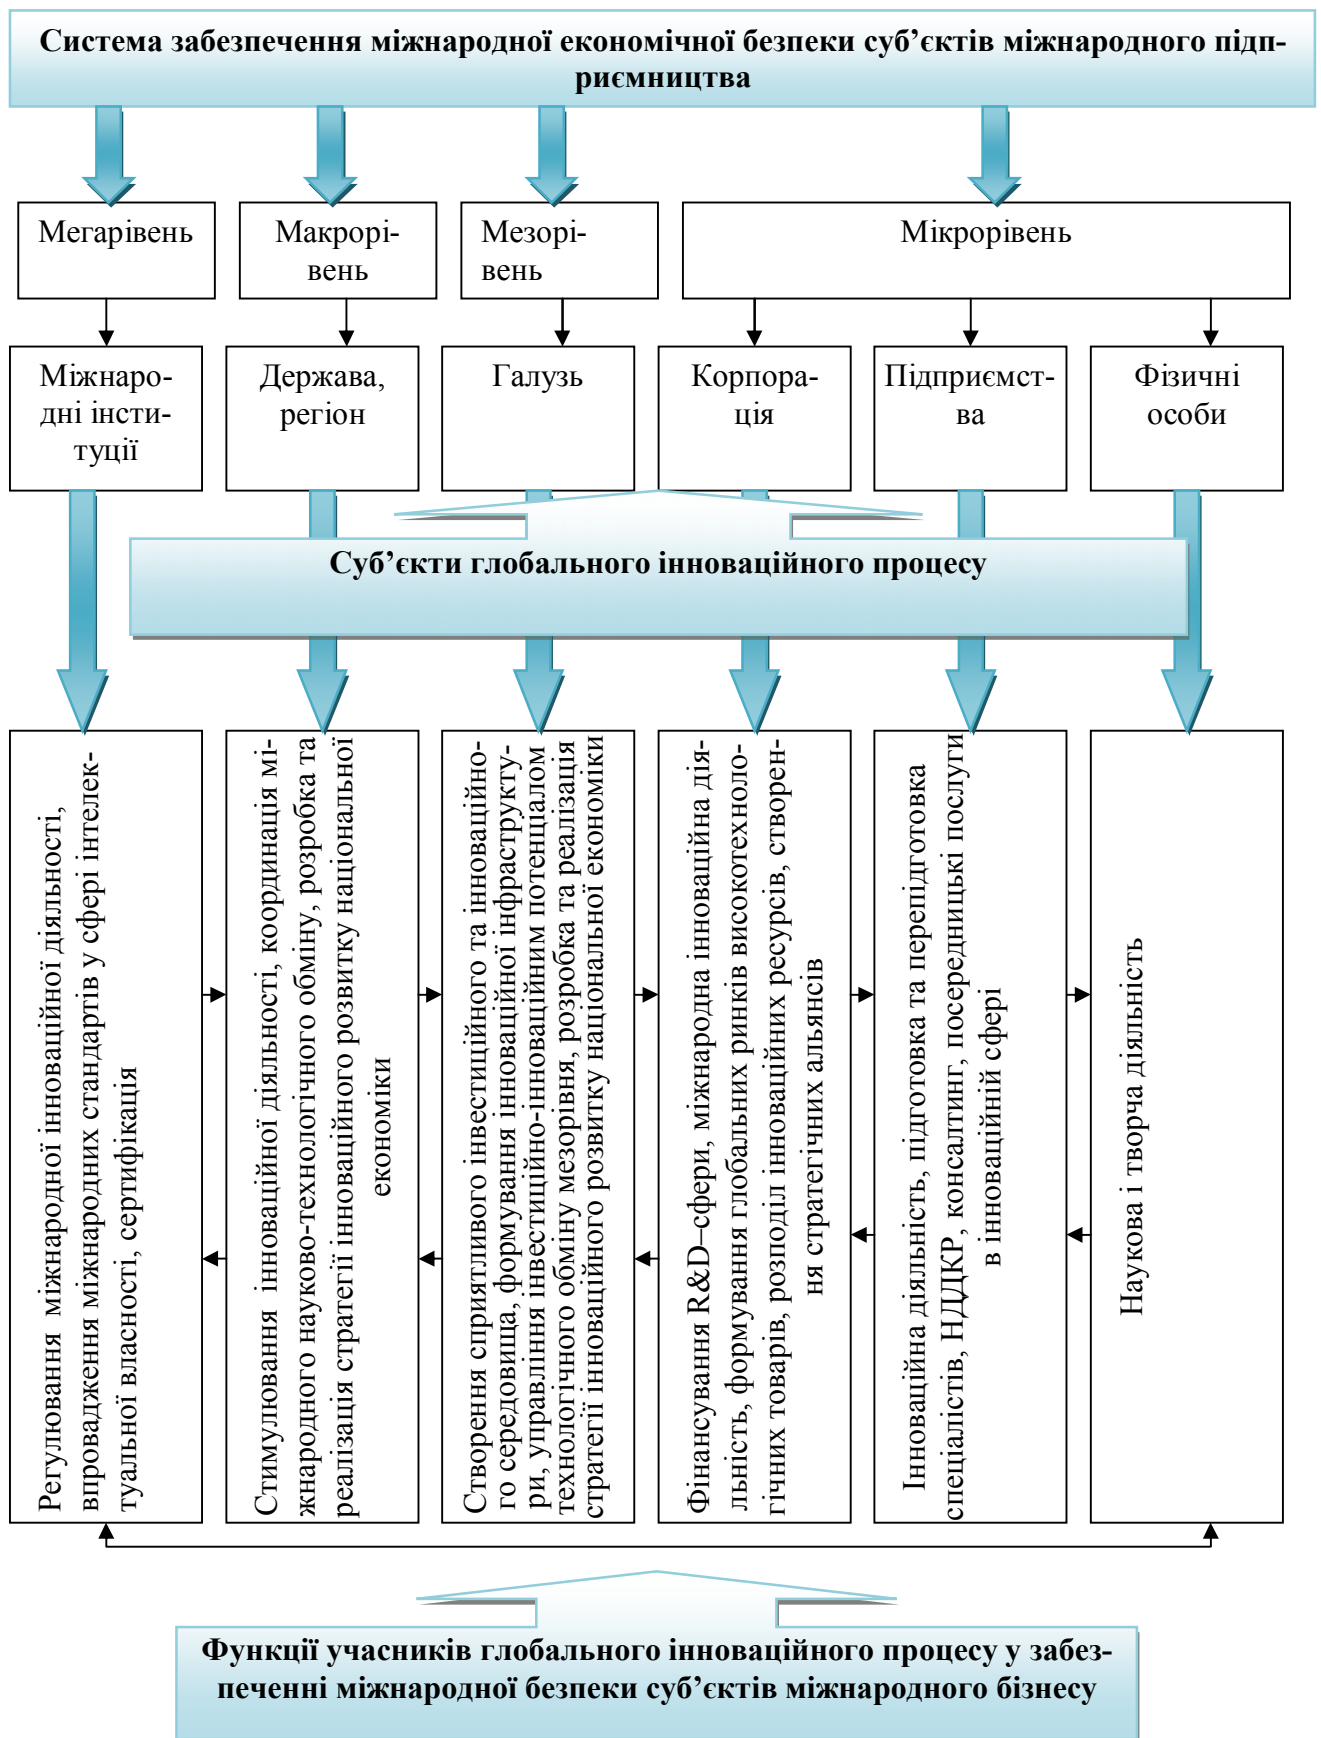 Система забезпечення міжнародної економічної безпеки суб’єктів міжнародного підп-
риємництва
Мегарівень
Макрорі-
вень
Мезорі-
вень
Мікрорівень
Міжнаро-
дні інсти-
туції
Держава,
регіон
Галузь
Корпора-
ція
Підприємст-
ва
Фізичні
особи
Суб’єкти глобального інноваційного процесу
Регулювання міжнародної інноваційної діяльності,
впровадження міжнародних стандартів у сфері інтелек-
туальної власності, сертифікація
Стимулювання інноваційної діяльності, координація мі-
жнародного науково-технологічного обміну, розробка та
реалізація стратегії інноваційного розвитку національної
економіки
Створення сприятливого інвестиційного та інноваційно-
го середовища, формування інноваційної інфраструкту-
ри, управління інвестиційно-інноваційним потенціалом
технологічного обміну мезорівня, розробка та реалізація
стратегії інноваційного розвитку національної економіки
Фінансування R&D–сфери, міжнародна інноваційна дія-
льність, формування глобальних ринків високотехноло-
гічних товарів, розподіл інноваційних ресурсів, створен-
ня стратегічних альянсів
Інноваційна діяльність, підготовка та перепідготовка
спеціалістів, НДДКР, консалтинг, посередницькі послуги
в інноваційній сфері
Наукова і творча діяльність
Функції учасників глобального інноваційного процесу у забез-
печенні міжнародної безпеки суб’єктів міжнародного бізнесу